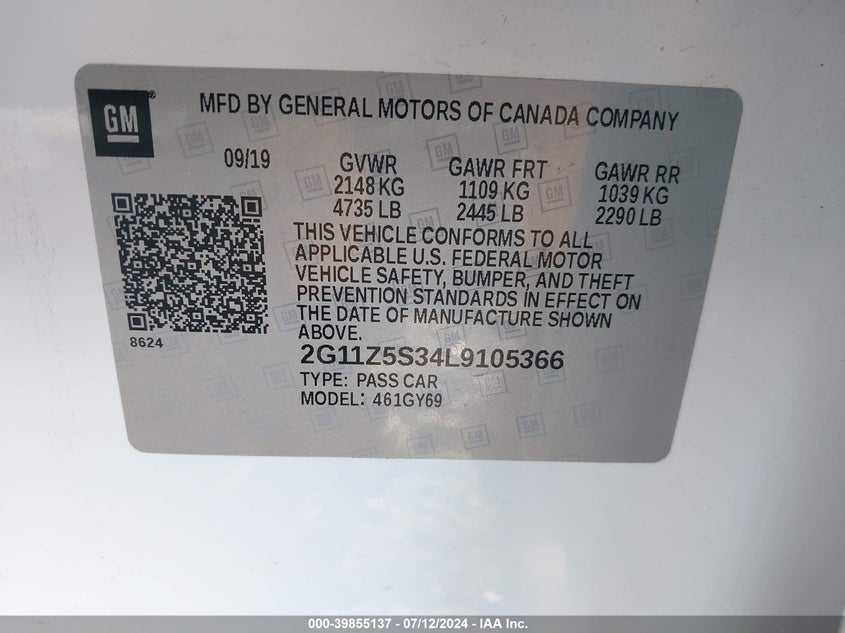 GM®
MFD BY GENERAL MOTORS OF CANADA COMPANY
09/19 GVWR GAWR FRT GAWR RR
2148 KG 1109 KG 1039 KG
4735 LB 2445 LB 2290 LB
THIS VEHICLE CONFORMS TO ALL
APPLICABLE U.S. FEDERAL MOTOR
VEHICLE SAFETY, BUMPER, AND THEFT
PREVENTION STANDARDS IN EFFECT ON
THE DATE OF MANUFACTURE SHOWN
ABOVE.
8624
2G11Z5S34L9105366
TYPE: PASS CAR
MODEL: 461GY69
000-39855137 - 07/12/2024 - IAA Inc.